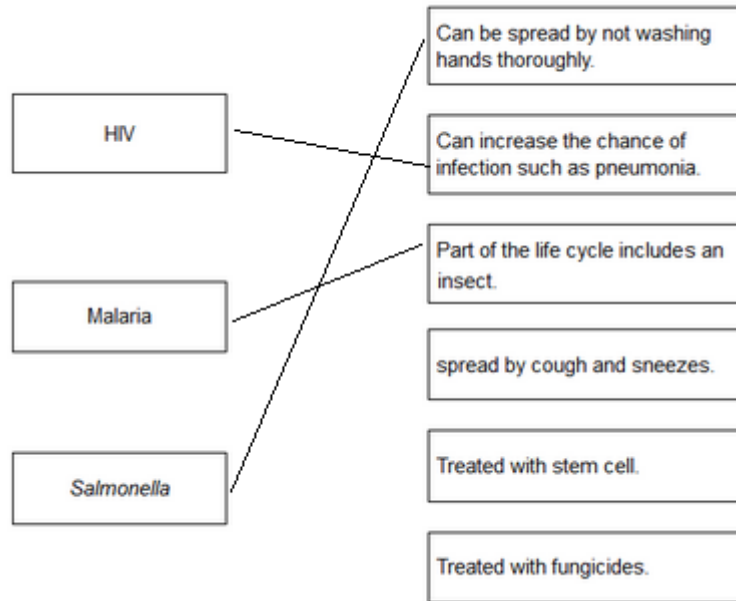 HIV
Malaria
Salmonella
Can be spread by not washing
hands thoroughly.
Can increase the chance of
infection such as pneumonia.
Part of the life cycle includes an
insect.
spread by cough and sneezes.
Treated with stem cell.
Treated with fungicides.